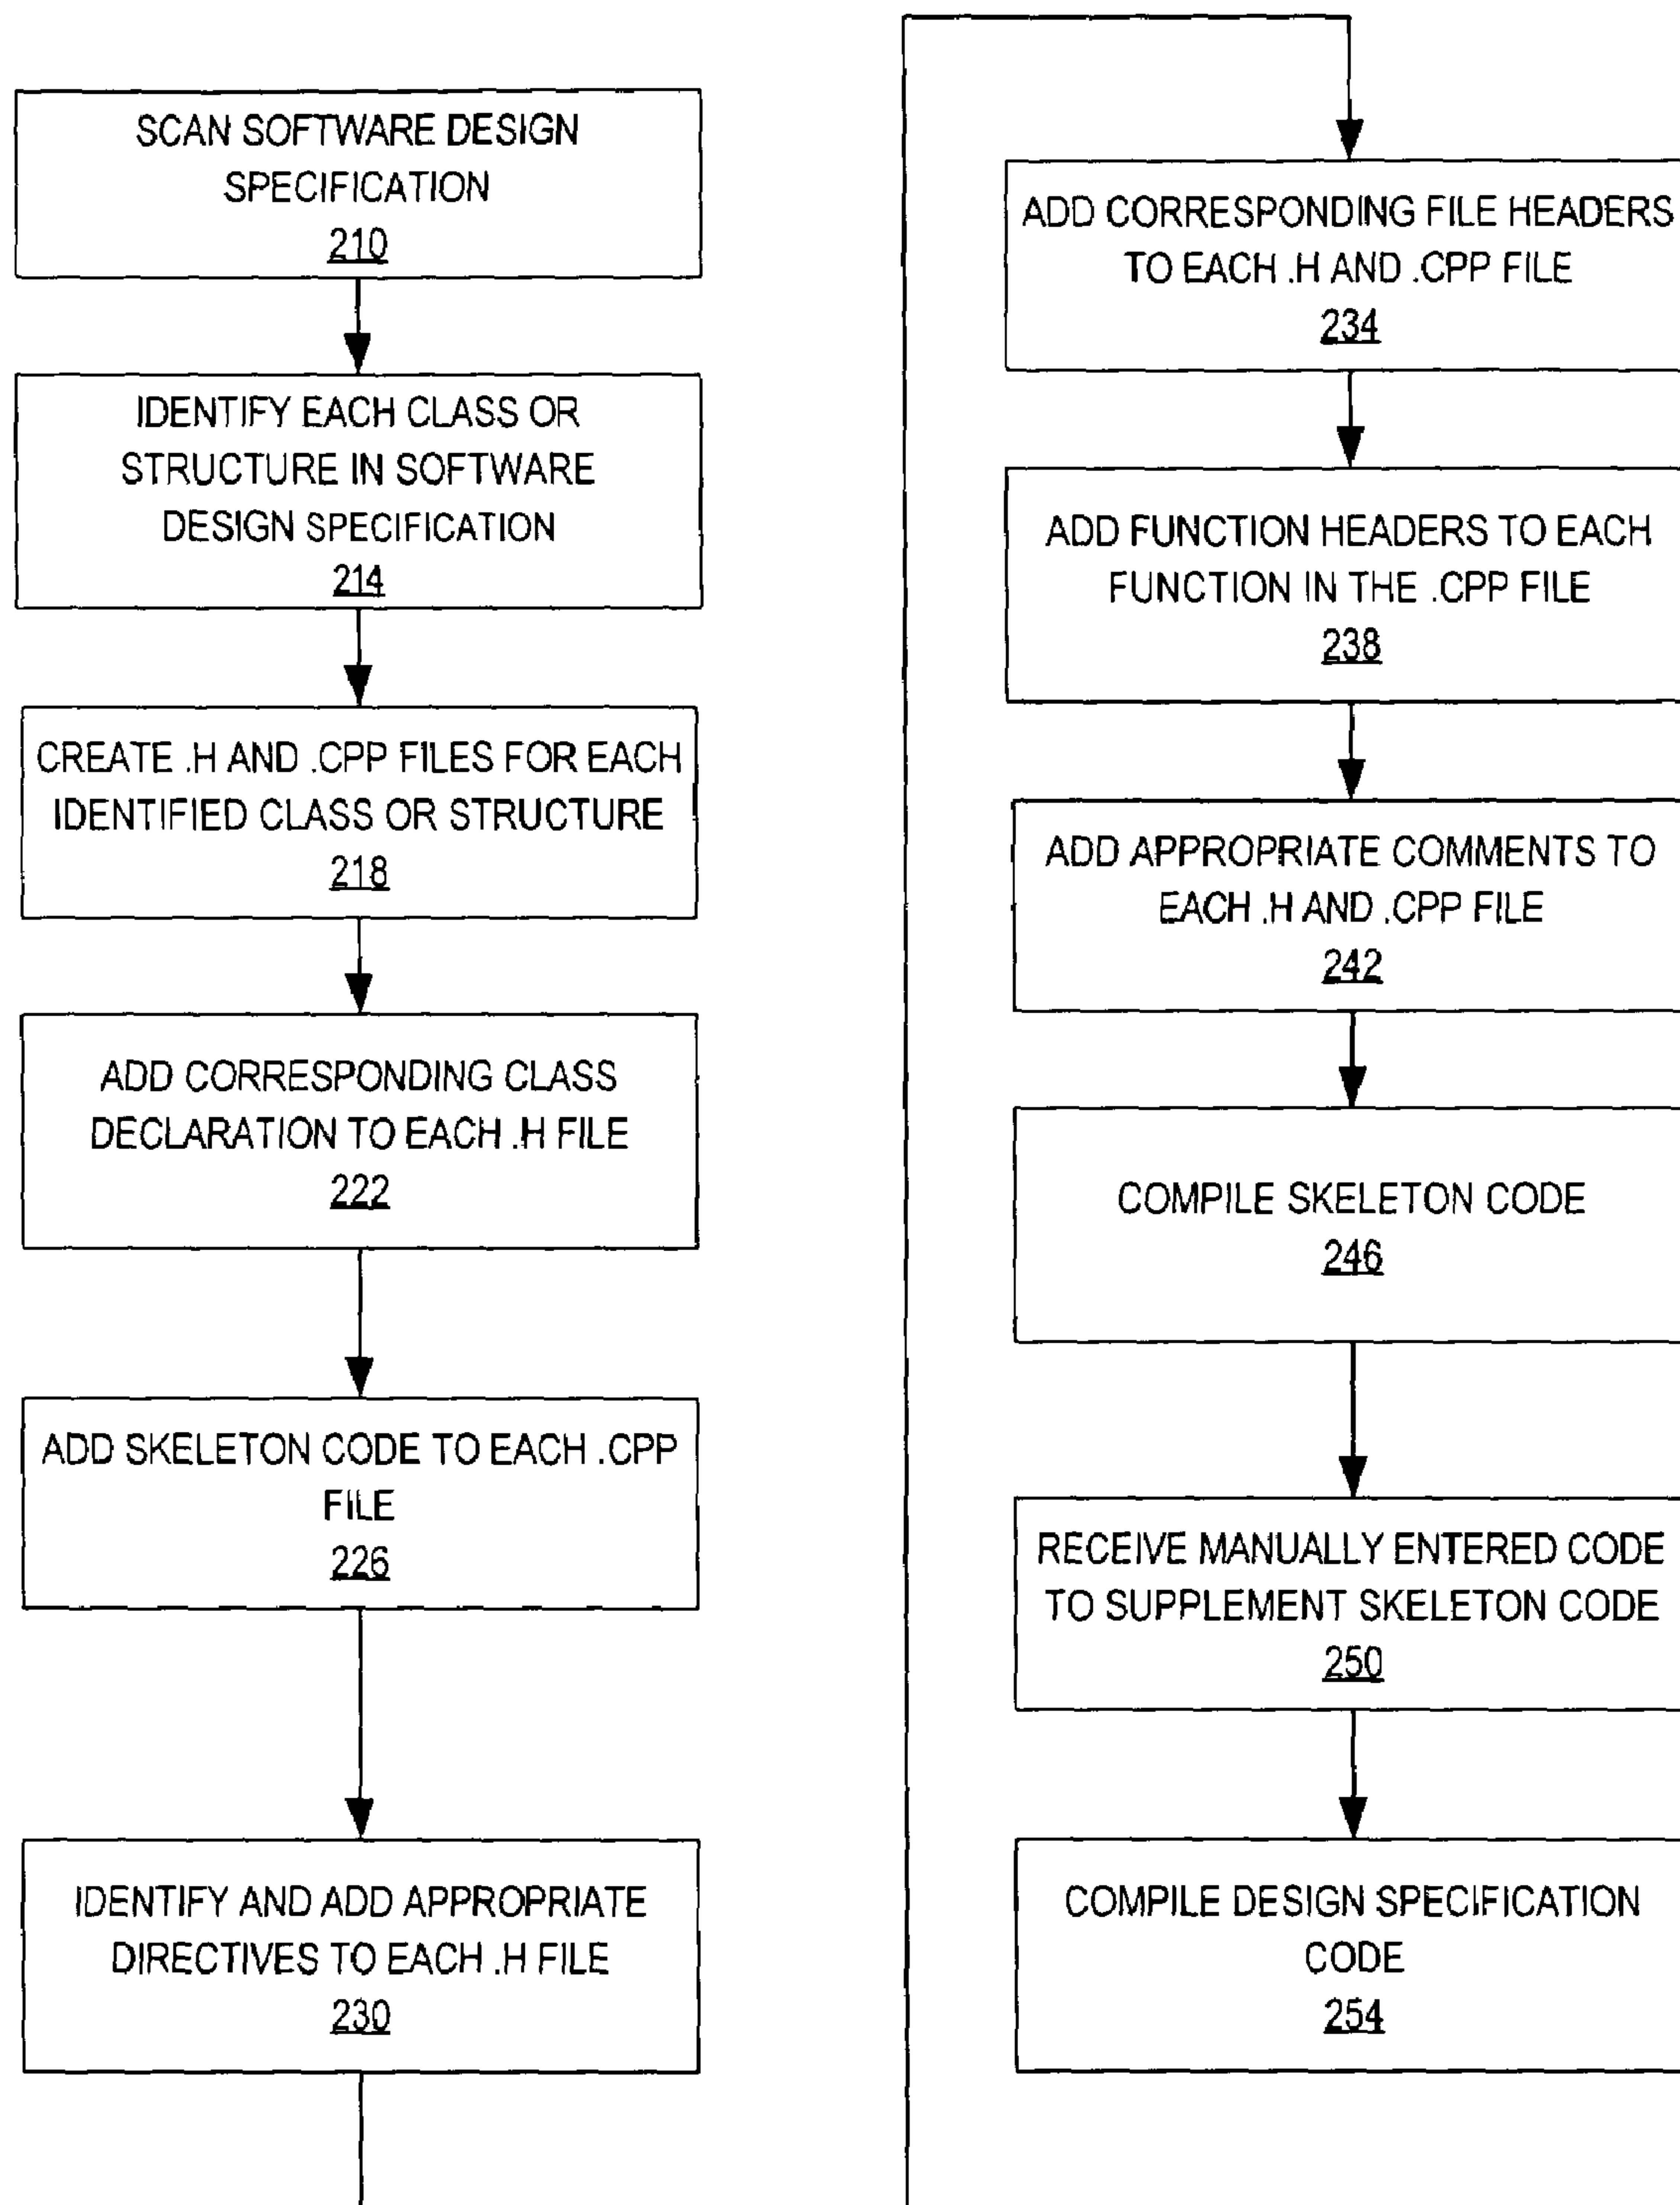 SCAN SOFTWARE DESIGN
SPECIFICATION
210
IDENTIFY EACH CLASS OR
STRUCTURE IN SOFTWARE
DESIGN SPECIFICATION
214
CREATE .H AND .CPP FILES FOR EACH
IDENTIFIED CLASS OR STRUCTURE
218
ADD CORRESPONDING CLASS
DECLARATION TO EACH .H FILE
222
ADD SKELETON CODE TO EACH .CPP
FILE
226
IDENTIFY AND ADD APPROPRIATE
DIRECTIVES TO EACH .H FILE
230
ADD CORRESPONDING FILE HEADERS
TO EACH .H AND .CPP FILE
234
ADD FUNCTION HEADERS TO EACH
FUNCTION IN THE .CPP FILE
238
ADD APPROPRIATE COMMENTS TO
EACH .H AND .CPP FILE
242
COMPILE SKELETON CODE
246
RECEIVE MANUALLY ENTERED CODE
TO SUPPLEMENT SKELETON CODE
250
COMPILE DESIGN SPECIFICATION
CODE
254